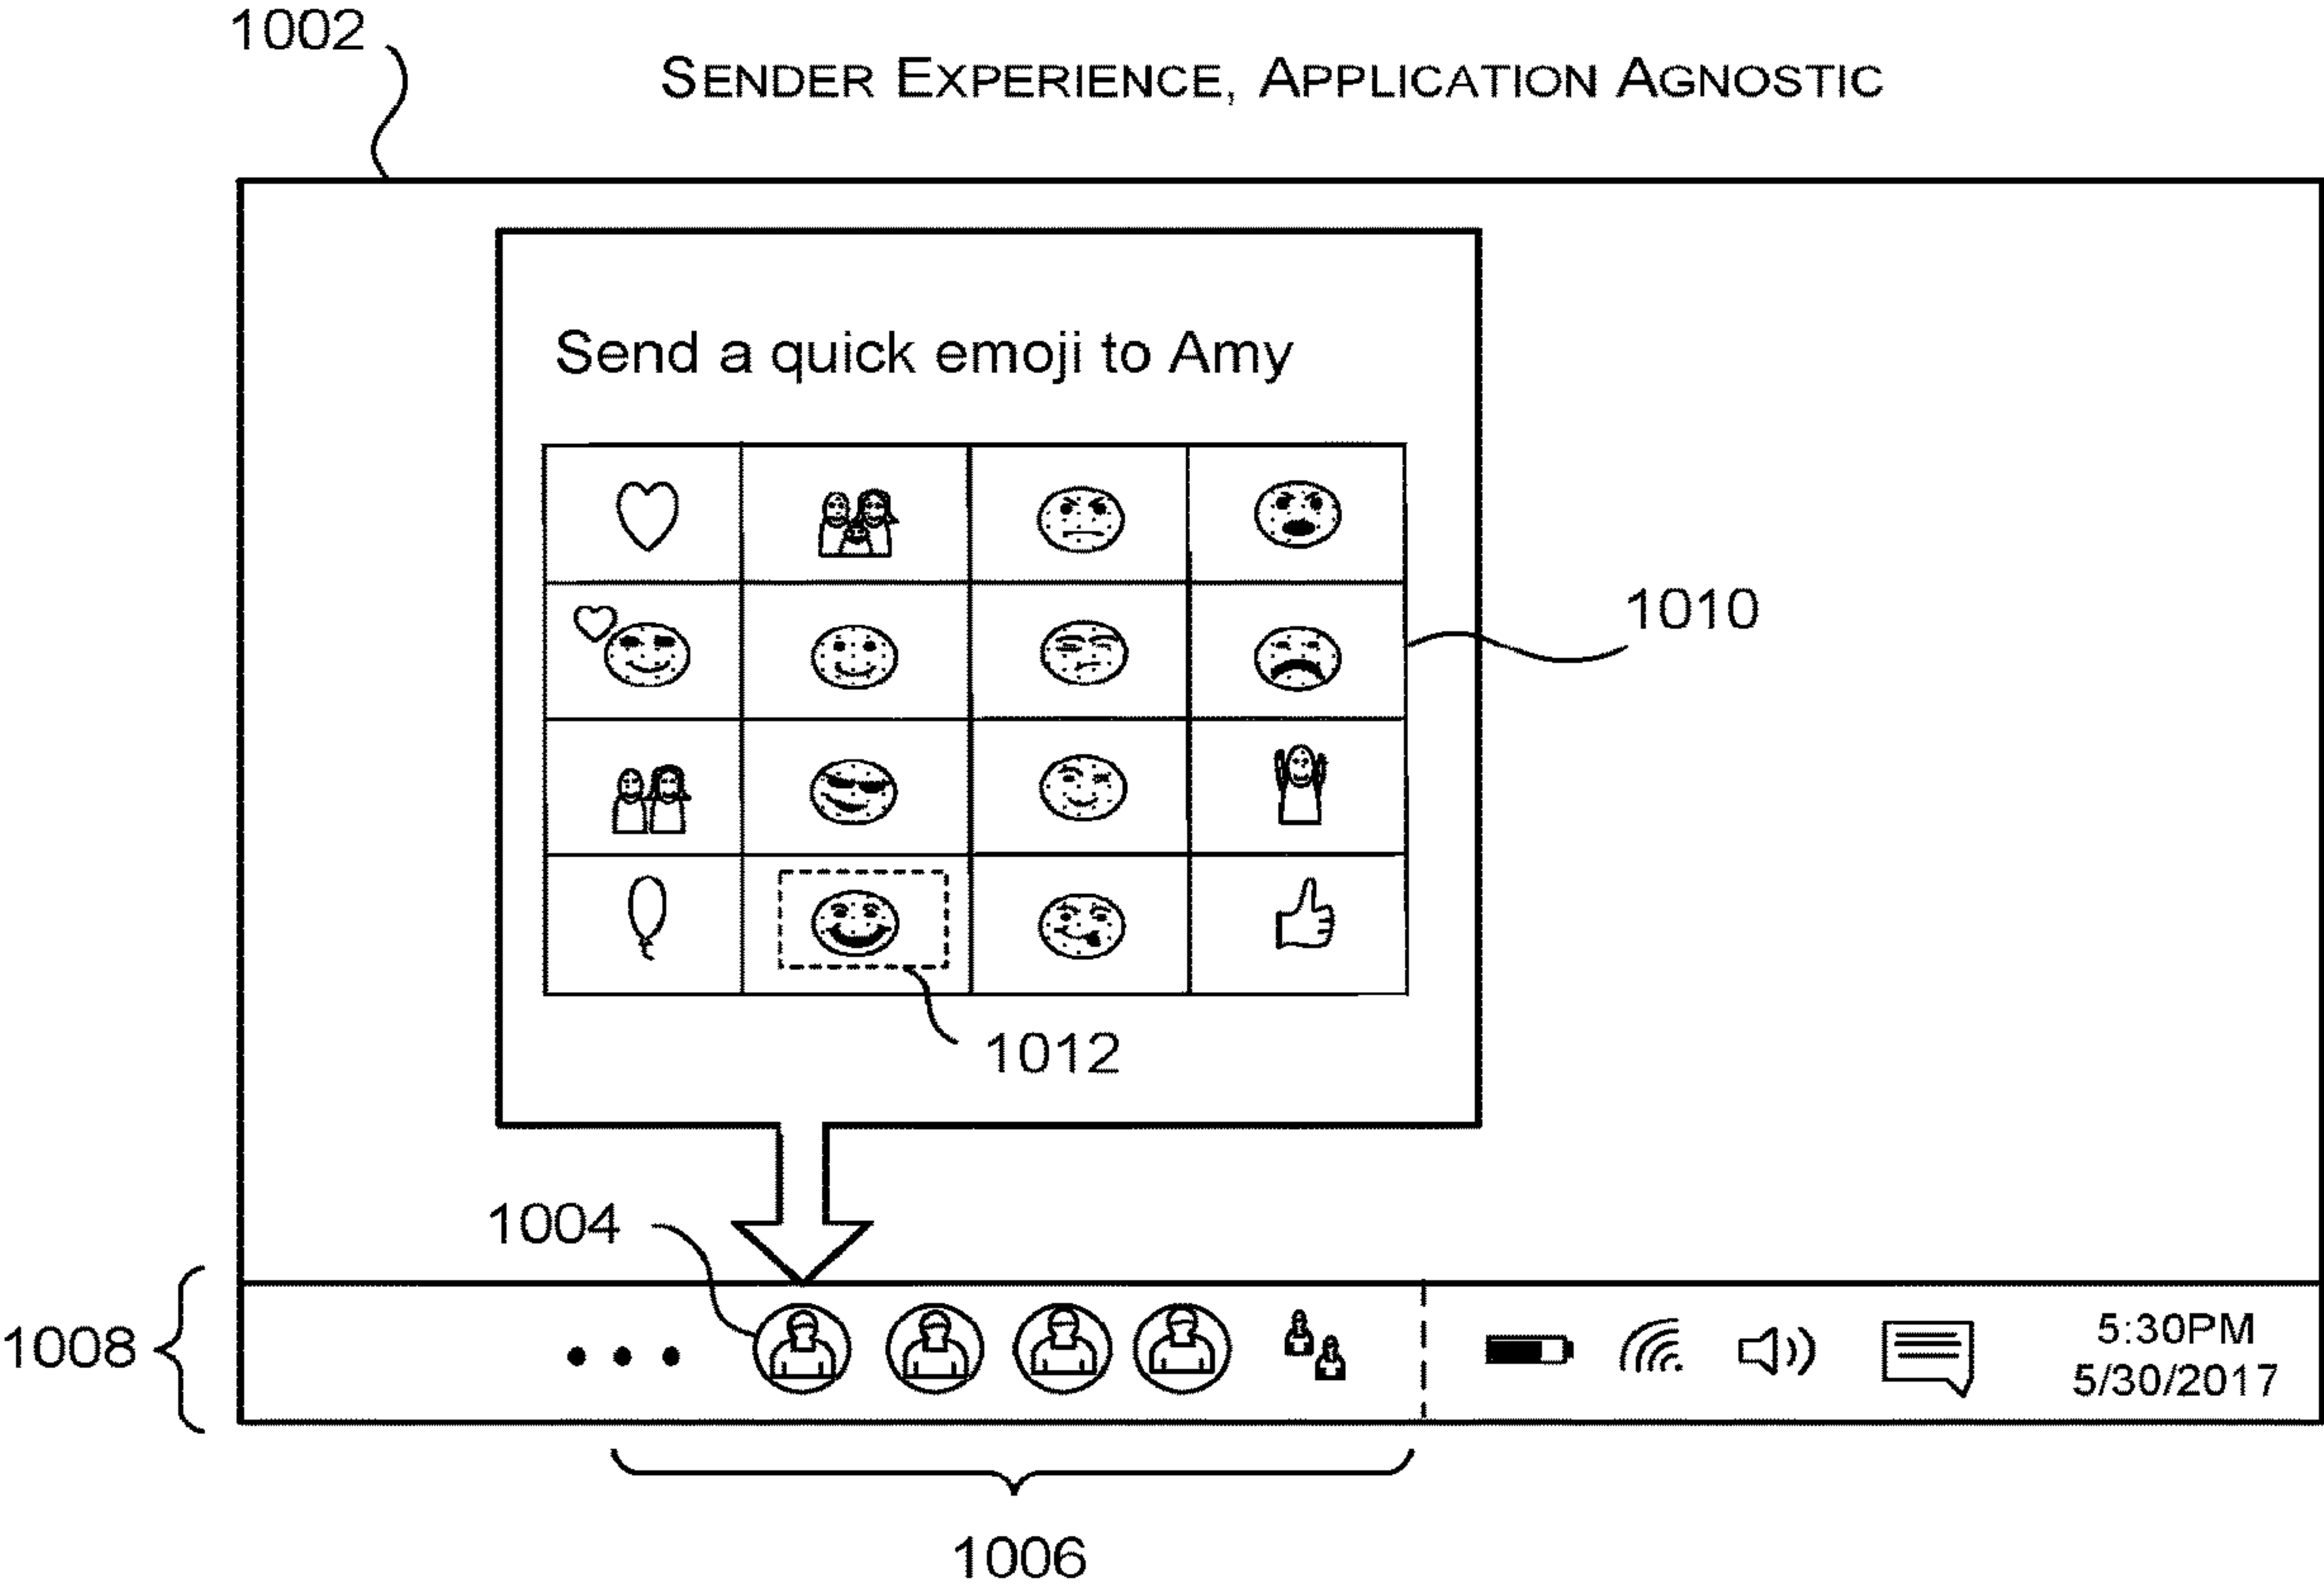 1002
SENDER EXPERIENCE, APPLICATION AGNOSTIC
Send a quick emoji to Amy
1010
1012
1004
1008
5:30PM
5/30/2017
1006